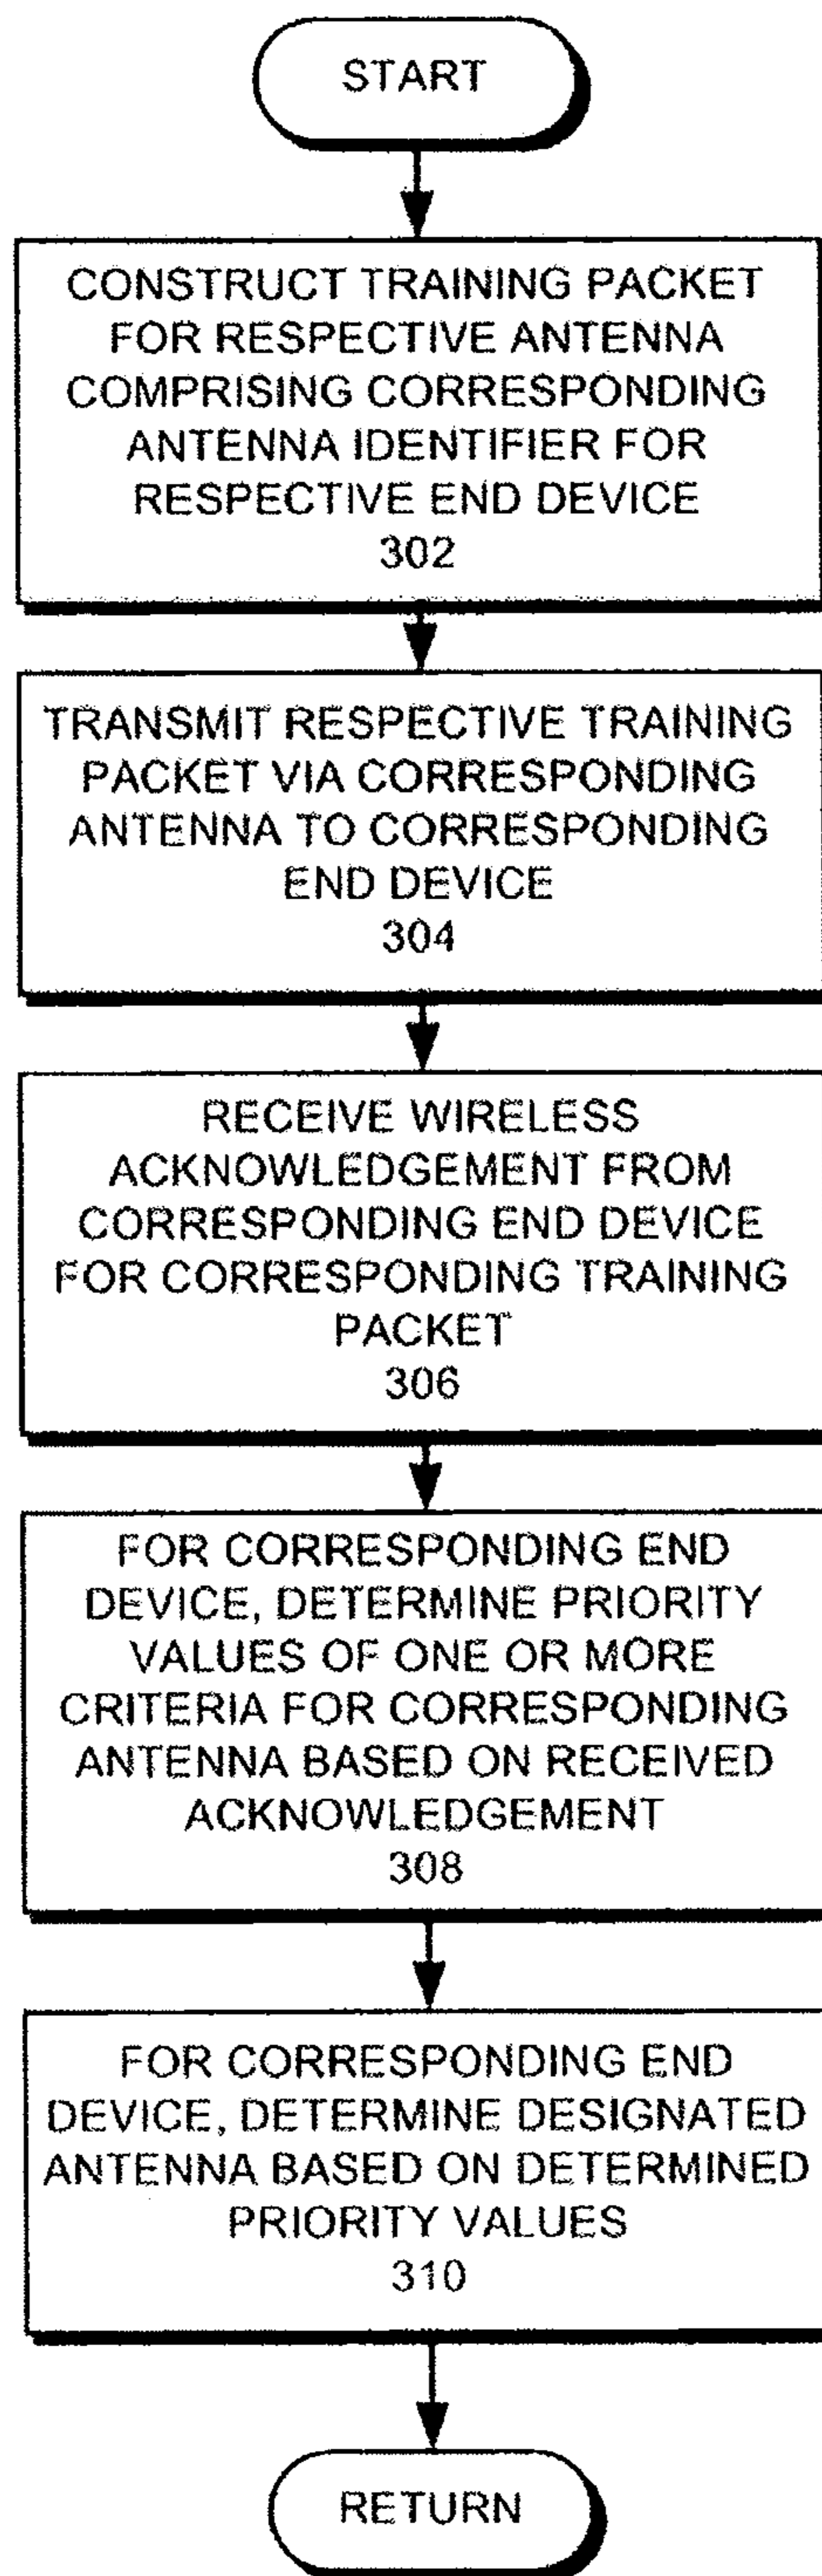 START
CONSTRUCT TRAINING PACKET
FOR RESPECTIVE ANTENNA
COMPRISING CORRESPONDING
ANTENNA IDENTIFIER FOR
RESPECTIVE END DEVICE
302
TRANSMIT RESPECTIVE TRAINING
PACKET VIA CORRESPONDING
ANTENNA TO CORRESPONDING
END DEVICE
304
RECEIVE WIRELESS
ACKNOWLEDGEMENT FROM
CORRESPONDING END DEVICE
FOR CORRESPONDING TRAINING
PACKET
306
FOR CORRESPONDING END
DEVICE, DETERMINE PRIORITY
VALUES OF ONE OR MORE
CRITERIA FOR CORRESPONDING
ANTENNA BASED ON RECEIVED
ACKNOWLEDGEMENT
308
FOR CORRESPONDING END
DEVICE, DETERMINE DESIGNATED
ANTENNA BASED ON DETERMINED
PRIORITY VALUES
310
RETURN